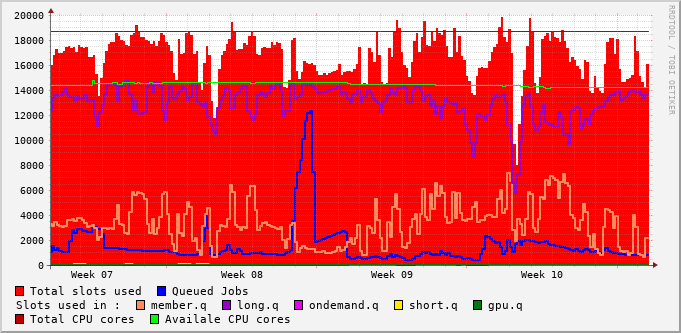 20000
18000
16000
14000
12000
10000
8000
6000
4000
2000
0
Week 07 Week 08 Week 09 Week 10
RRDTOOL / TOBI OETIKER
Total slots used Queued Jobs
Slots used in : member.q long.q ondemand.q short.q gpu.q
Total CPU cores Availale CPU cores